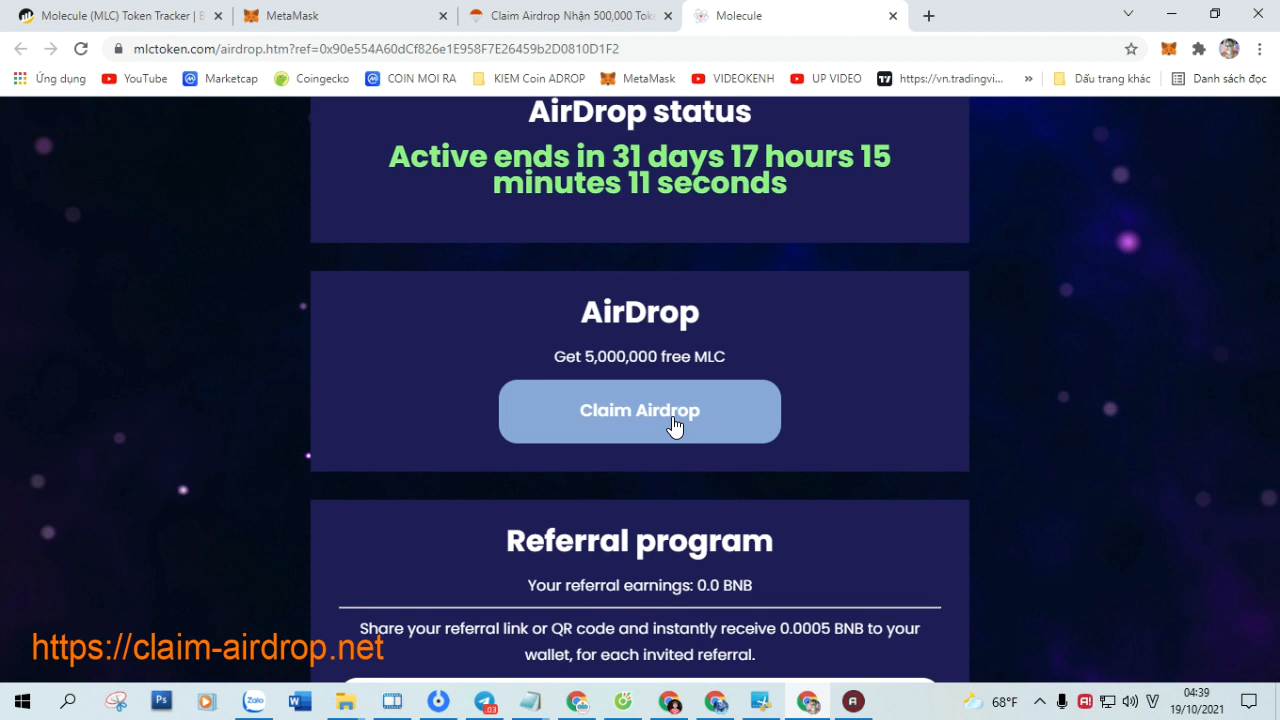 Molecule (MLC) Token Tracker | B
MetaMask
Claim Airdrop Nhận 500,000 Tok
Molecule
mlctoken.com/airdrop.htm?ref=0x90e554A60dCf826e1E958F7E26459b2D0810D1F2
Ứng dụng
YouTube
Marketcap
Coingecko
COIN MOI RA
KIEM Coin ADROP
MetaMask
VIDEOKENH
UP VIDEO
https://vn.tradingvi...
»
Dấu trang khác
Danh sách đọc
AirDrop status
Active ends in 31 days 17 hours 15
minutes 11 seconds
AirDrop
Get 5,000,000 free MLC
Claim Airdrop
Referral program
Your referral earnings: 0.0 BNB
Share your referral link or QR code and instantly receive 0.0005 BNB to your
wallet, for each invited referral.
https://claim-airdrop.net
Ps
Zalo
W
03
68°F
04:39
19/10/2021